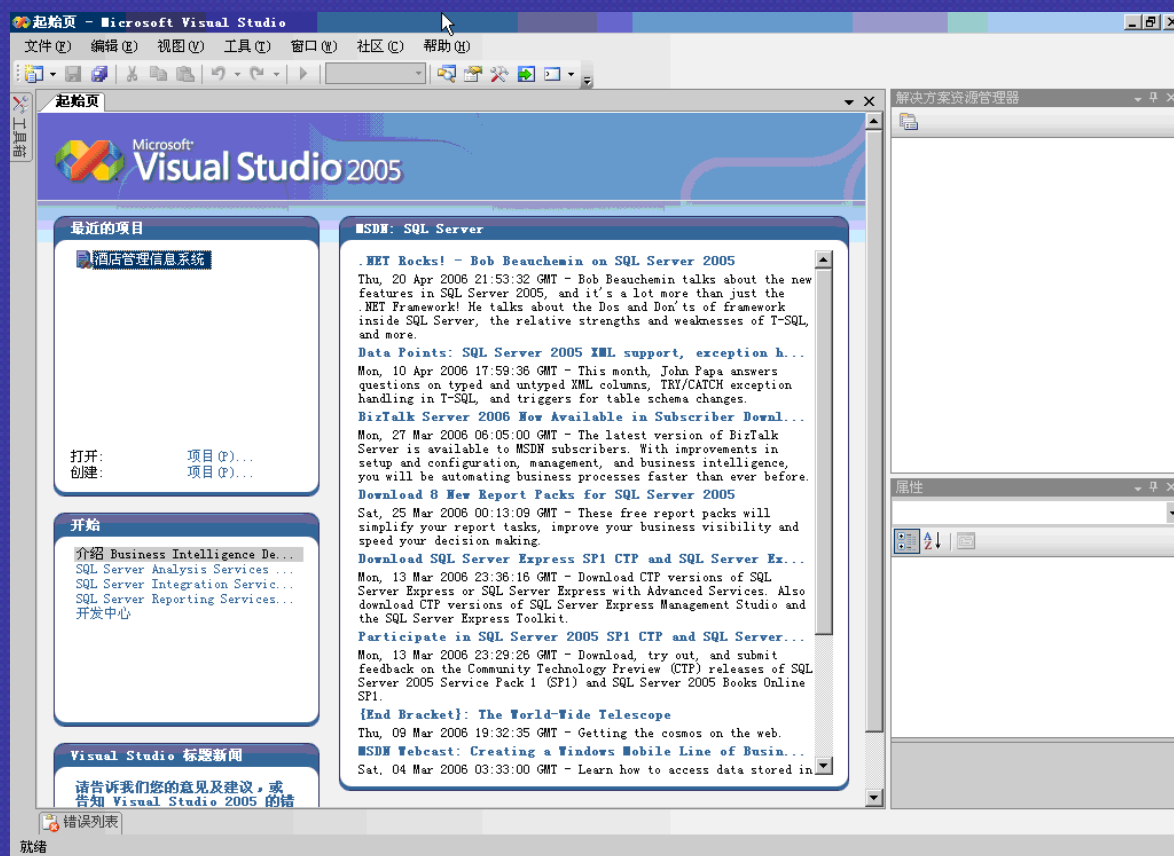 起始页 - Microsoft Visual Studio
文件(F) 编辑(E) 视图(V) 工具(T) 窗口(W) 社区(C) 帮助(H)
工具箱
起始页
Microsoft
Visual Studio 2005
最近的项目
酒店管理信息系统
打开: 项目(P)...
创建: 项目(P)...
开始
介绍 Business Intelligence De...
SQL Server Analysis Services ...
SQL Server Integration Servic...
SQL Server Reporting Services...
开发中心
Visual Studio 标题新闻
请告诉我们您的意见及建议，或
告知 Visual Studio 2005 的错
MSDN: SQL Server
.NET Rocks! - Bob Beauchemin on SQL Server 2005
Thu, 20 Apr 2006 21:53:32 GMT - Bob Beauchemin talks about the new
features in SQL Server 2005, and it's a lot more than just the
.NET Framework! He talks about the Dos and Don'ts of framework
inside SQL Server, the relative strengths and weaknesses of T-SQL,
and more.
Data Points: SQL Server 2005 XML support, exception h...
Mon, 10 Apr 2006 17:59:36 GMT - This month, John Papa answers
questions on typed and untyped XML columns, TRY/CATCH exception
handling in T-SQL, and triggers for table schema changes.
BizTalk Server 2006 Now Available in Subscriber Downl...
Mon, 27 Mar 2006 06:05:00 GMT - The latest version of BizTalk
Server is available to MSDN subscribers. With improvements in
setup and configuration, management, and business intelligence,
you will be automating business processes faster than ever before.
Download 8 New Report Packs for SQL Server 2005
Sat, 25 Mar 2006 00:13:09 GMT - These free report packs will
simplify your report tasks, improve your business visibility and
speed your decision making.
Download SQL Server Express SP1 CTP and SQL Server Ex...
Mon, 13 Mar 2006 23:36:16 GMT - Download CTP versions of SQL
Server Express or SQL Server Express with Advanced Services. Also
download CTP versions of SQL Server Express Management Studio and
the SQL Server Express Toolkit.
Participate in SQL Server 2005 SP1 CTP and SQL Server...
Mon, 13 Mar 2006 23:29:26 GMT - Download, try out, and submit
feedback on the Community Technology Preview (CTP) releases of SQL
Server 2005 Service Pack 1 (SP1) and SQL Server 2005 Books Online
SP1.
{End Bracket}: The World-Wide Telescope
Thu, 09 Mar 2006 19:32:35 GMT - Getting the cosmos on the web.
MSDN Webcast: Creating a Windows Mobile Line of Busin...
Sat, 04 Mar 2006 03:33:00 GMT - Learn how to access data stored in
解决方案资源管理器
属性
错误列表
就绪